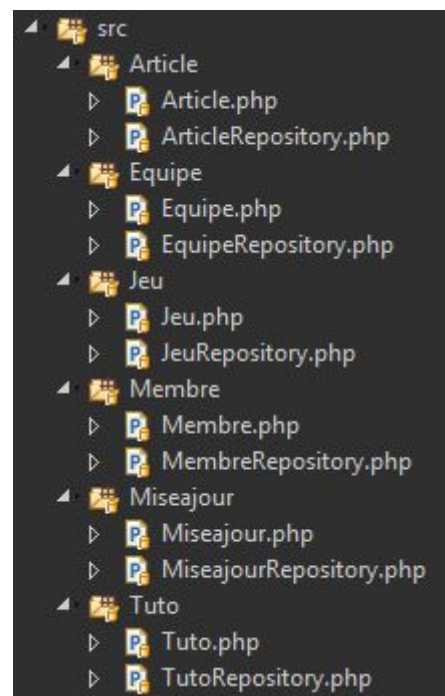 src
Article
Article.php
ArticleRepository.php
Equipe
Equipe.php
EquipeRepository.php
Jeu
Jeu.php
JeuRepository.php
Membre
Membre.php
MembreRepository.php
Miseajour
Miseajour.php
MiseajourRepository.php
Tuto
Tuto.php
TutoRepository.php